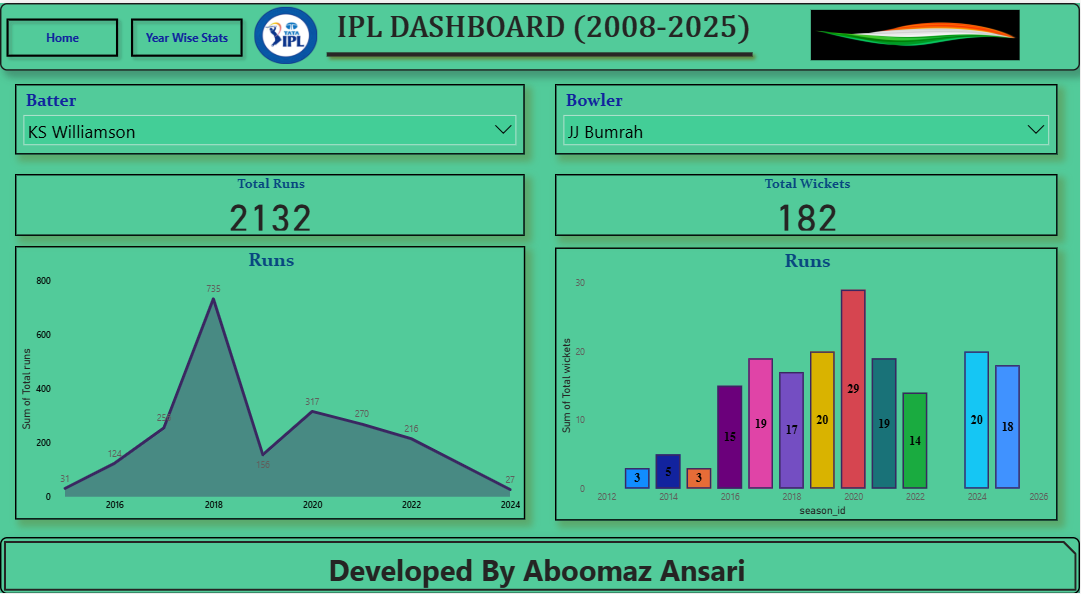 Home
Year Wise Stats
TATA
IPL
IPL DASHBOARD (2008-2025)
Batter
KS Williamson
Bowler
JJ Bumrah
Total Runs
2132
Total Wickets
182
Runs
Sum of Total runs
800
600
400
200
0
31
124
735
156
317
270
216
27
2016
2018
2020
2022
2024
Runs
Sum of Total wickets
30
20
10
0
3
5
3
15
19
17
20
29
19
14
20
18
2012
2014
2016
2018
2020
2022
2024
2026
season_id
Developed By Aboomaz Ansari